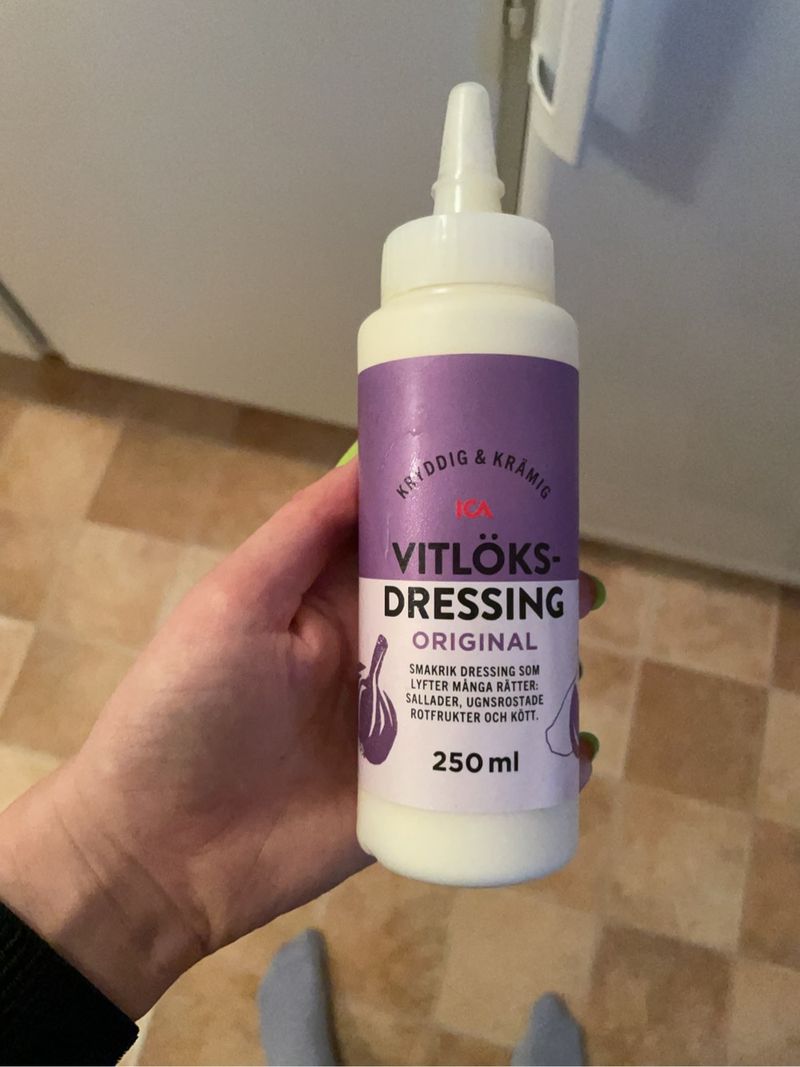 KRYDDIG & KRÄMIG
ICA
VITLÖKS-
DRESSING
ORIGINAL
SMAKRIK DRESSING SOM
LYFTER MÅNGA RÄTTER:
SALLADER, UGNSROSTADE
ROTFRUKTER OCH KÖTT.
250 ml